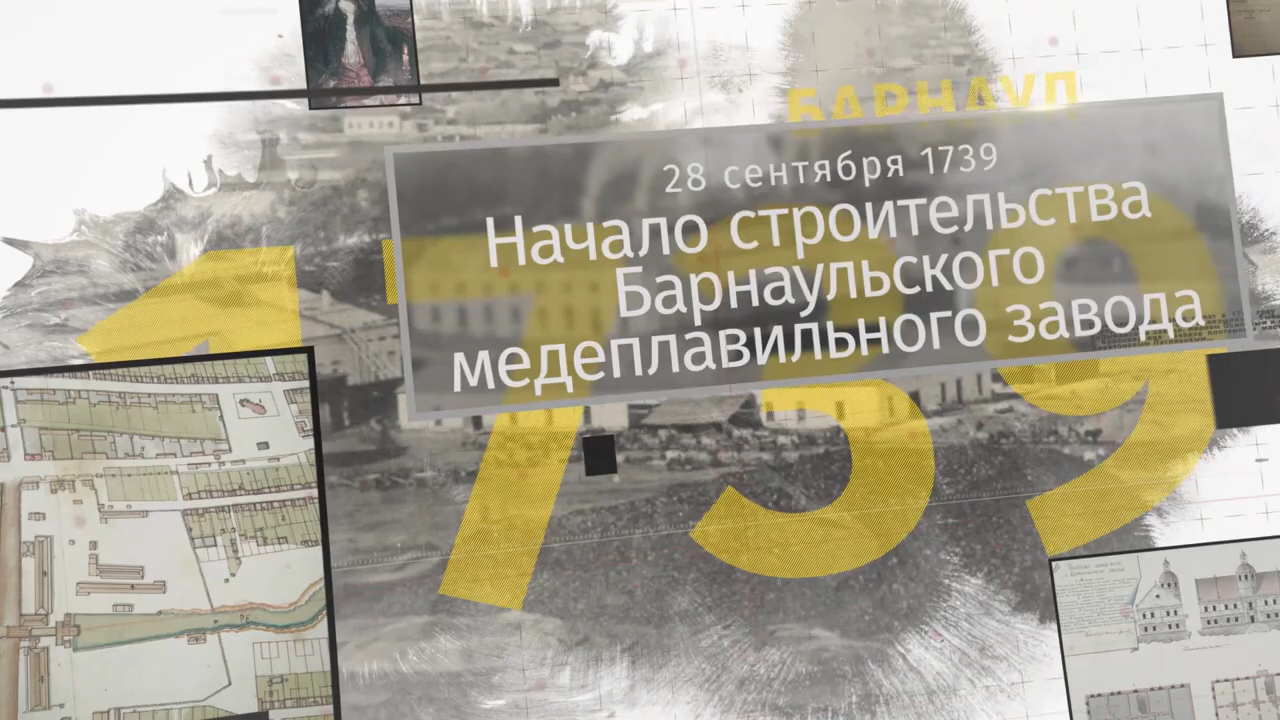 БАРНАУЛ
28 сентября 1739
Начало строительства
Барнаульского
медеплавильного завода
1739